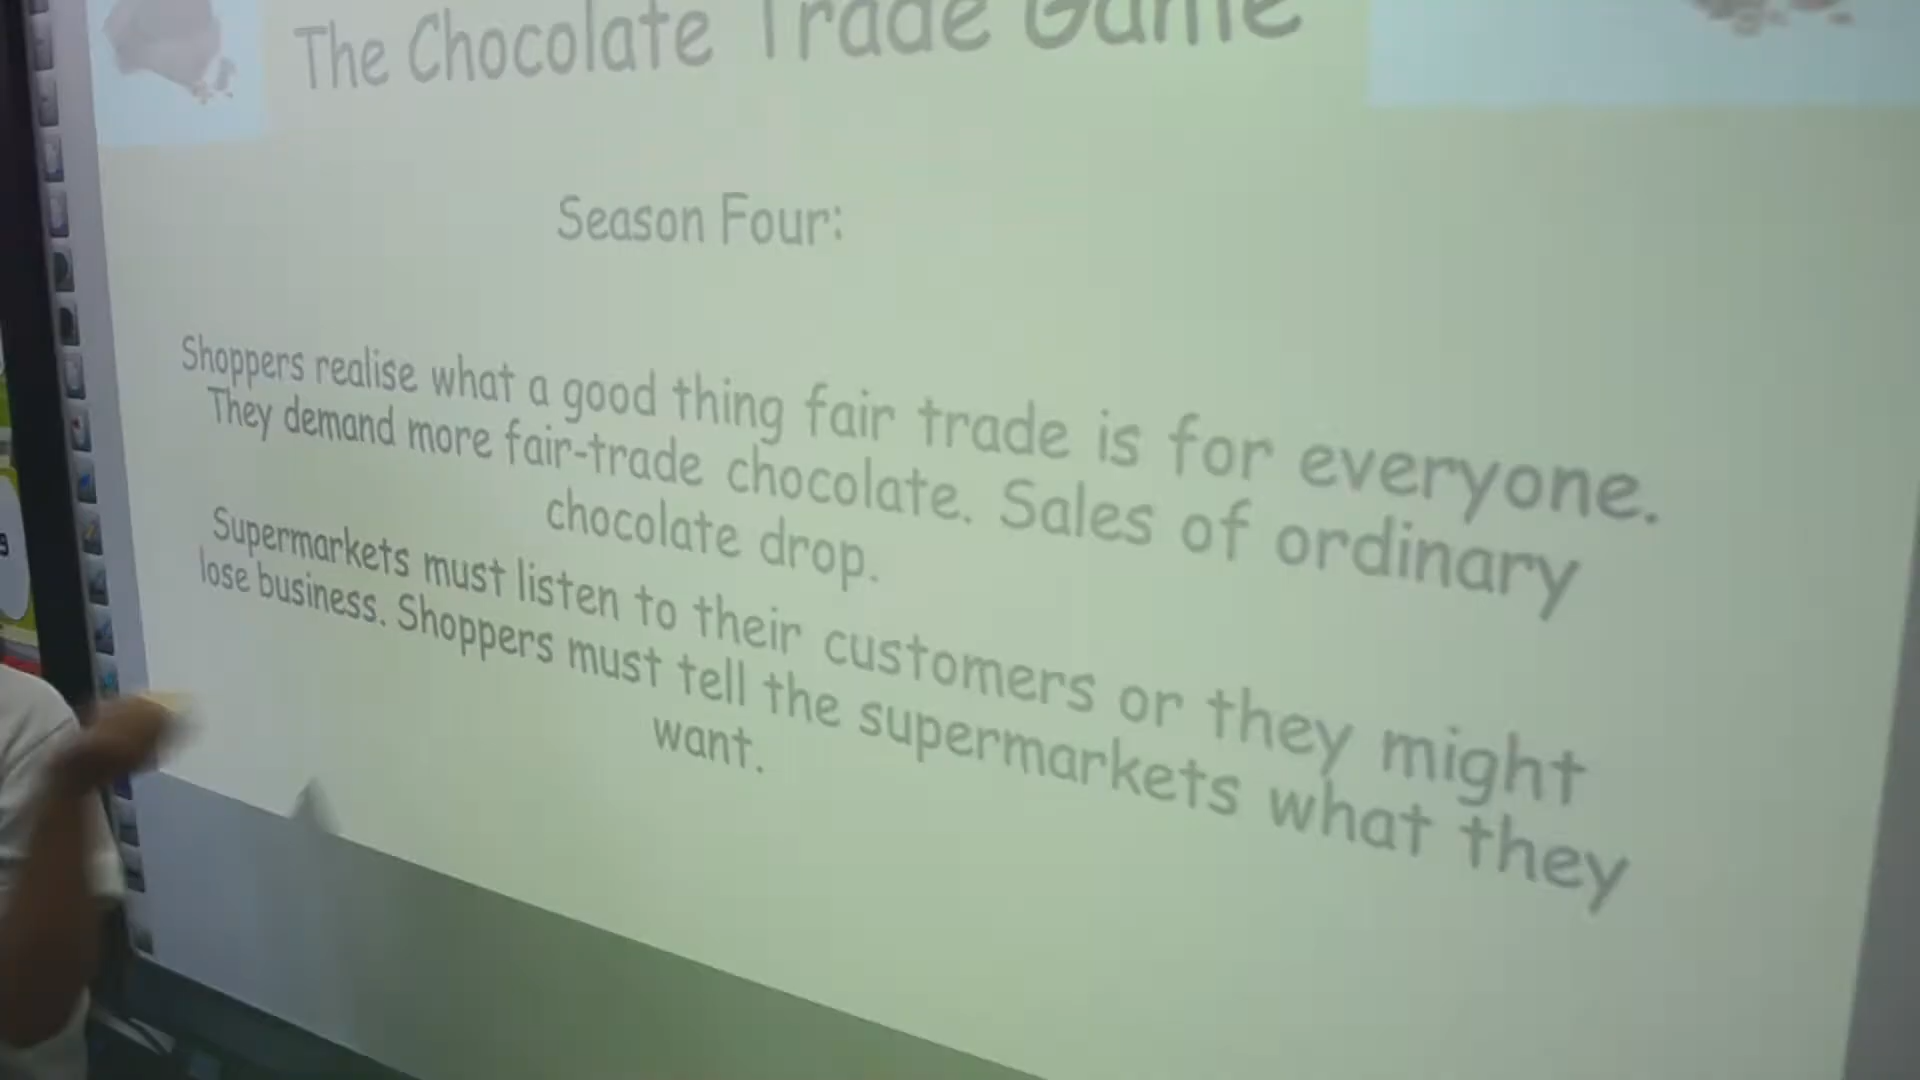 The Chocolate Trade Game
Season Four:
Shoppers realise what a good thing fair trade is for everyone.
They demand more fair-trade chocolate. Sales of ordinary
chocolate drop.
Supermarkets must listen to their customers or they might
lose business. Shoppers must tell the supermarkets what they
want.